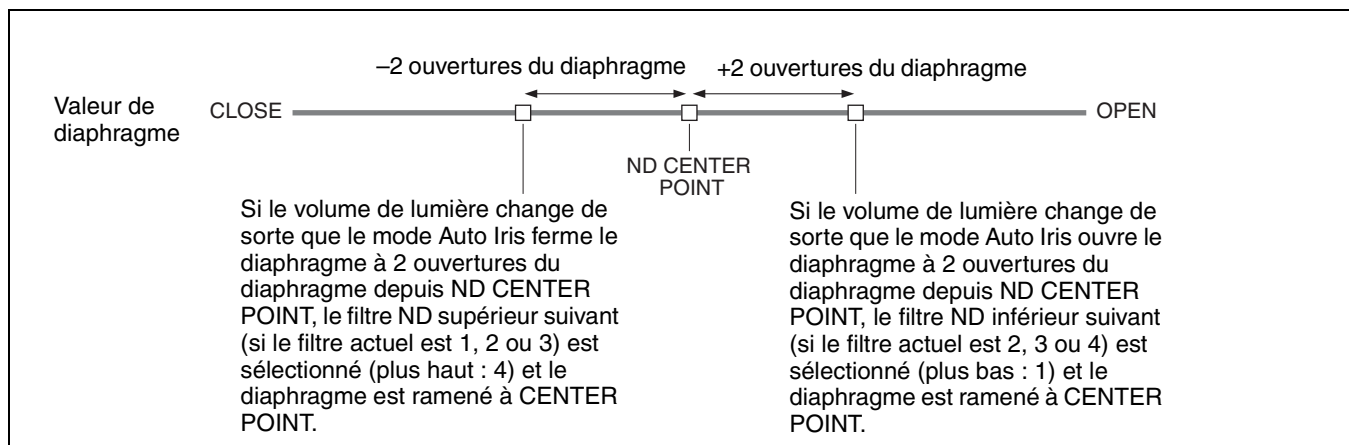 –2 ouvertures du diaphragme
+2 ouvertures du diaphragme
Valeur de
diaphragme
CLOSE
OPEN
ND CENTER
POINT
Si le volume de lumière change de
sorte que le mode Auto Iris ferme le
diaphragme à 2 ouvertures du
diaphragme depuis ND CENTER
POINT, le filtre ND supérieur suivant
(si le filtre actuel est 1, 2 ou 3) est
sélectionné (plus haut : 4) et le
diaphragme est ramené à CENTER
POINT.
Si le volume de lumière change de
sorte que le mode Auto Iris ouvre le
diaphragme à 2 ouvertures du
diaphragme depuis ND CENTER
POINT, le filtre ND inférieur suivant
(si le filtre actuel est 2, 3 ou 4) est
sélectionné (plus bas : 1) et le
diaphragme est ramené à CENTER
POINT.